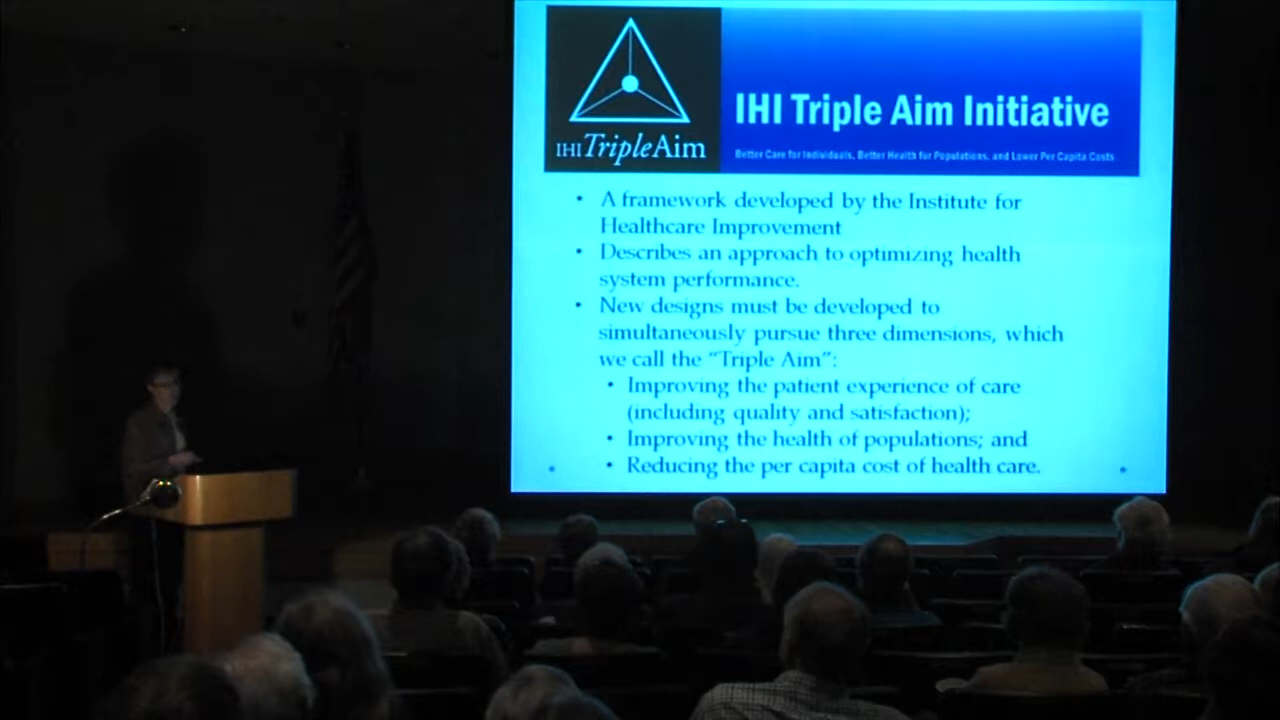 IHI Triple Aim Initiative
IHI TripleAim
Better Care for Individuals, Better Health for Populations, and Lower Per Capita Costs
• A framework developed by the Institute for
Healthcare Improvement
• Describes an approach to optimizing health
system performance.
• New designs must be developed to
simultaneously pursue three dimensions, which
we call the “Triple Aim”:
• Improving the patient experience of care
(including quality and satisfaction);
• Improving the health of populations; and
• Reducing the per capita cost of health care.